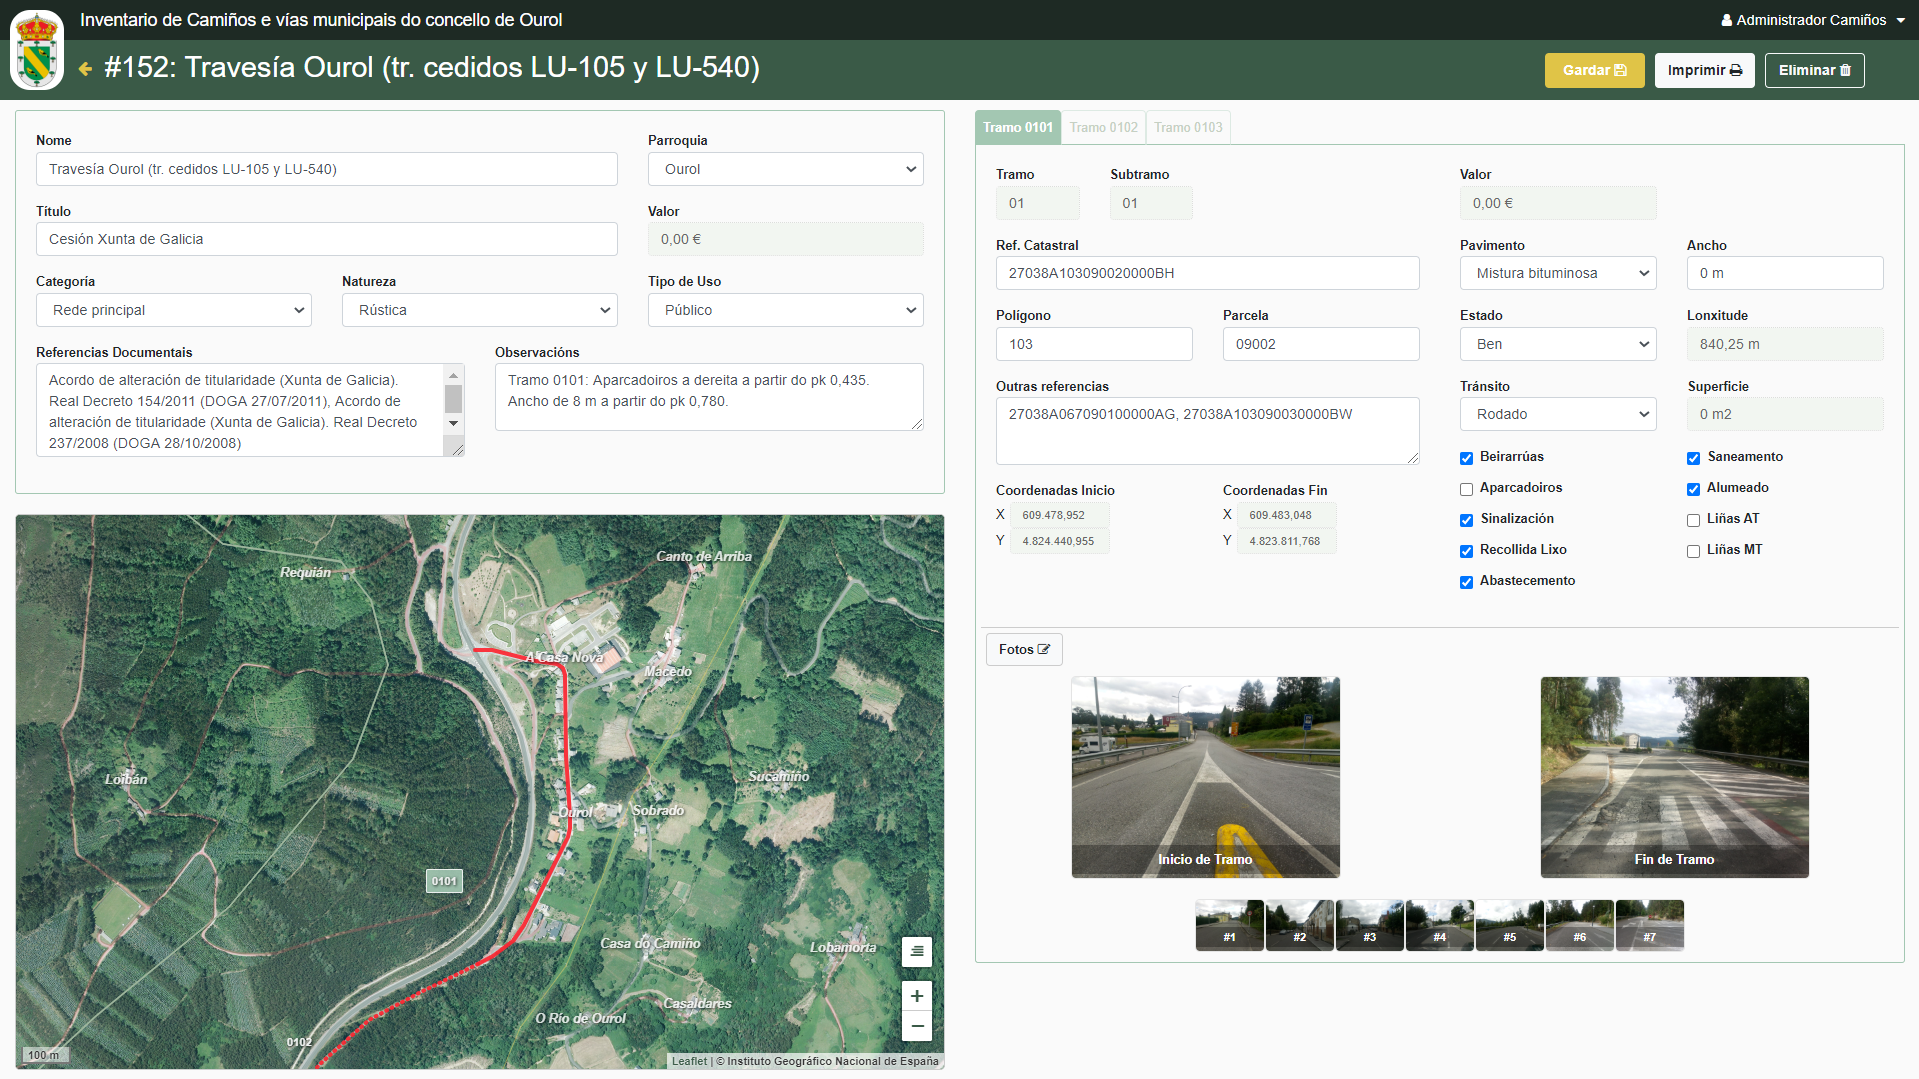 Inventario de Camiños e vías municipais do concello de Ourol
Administrador Camiños
#152: Travesía Ourol (tr. cedidos LU-105 y LU-540)
Gardar
Imprimir
Eliminar
Nome
Parroquia
Travesía Ourol (tr. cedidos LU-105 y LU-540)
Ourol
Título
Valor
Cesión Xunta de Galicia
0,00 €
Categoría
Natureza
Tipo de Uso
Rede principal
Rústica
Público
Referencias Documentais
Acordo de alteración de titularidade (Xunta de Galicia).
Real Decreto 154/2011 (DOGA 27/07/2011), Acordo de
alteración de titularidade (Xunta de Galicia). Real Decreto
237/2008 (DOGA 28/10/2008)
Observacións
Tramo 0101: Aparcadoiros a dereita a partir do pk 0,435.
Ancho de 8 m a partir do pk 0,780.
Canto de Arriba
Requián
A Casa Nova
Macedo
Loibán
Sucamiño
Ourol
Sobrado
0101
Casa do Camiño
Lobamorta
Casaldares
O Río de Ourol
0102
100 m
+
−
Leaflet | © Instituto Geográfico Nacional de España
Tramo 0101
Tramo 0102
Tramo 0103
Tramo
Subtramo
Valor
01
01
0,00 €
Ref. Catastral
Pavimento
Ancho
27038A103090020000BH
Mistura bituminosa
0 m
Polígono
Parcela
Estado
Lonxitude
103
09002
Ben
840,25 m
Outras referencias
Tránsito
Superficie
27038A067090100000AG, 27038A103090030000BW
Rodado
0 m2
Beirarrúas
Saneamento
Aparcadoiros
Alumeado
Sinalización
Liñas AT
Recollida Lixo
Liñas MT
Abastecemento
Coordenadas Inicio
Coordenadas Fin
X 609.478,952
X 609.483,048
Y 4.824.440,955
Y 4.823.811,768
Fotos
Inicio de Tramo
Fin de Tramo
#1
#2
#3
#4
#5
#6
#7